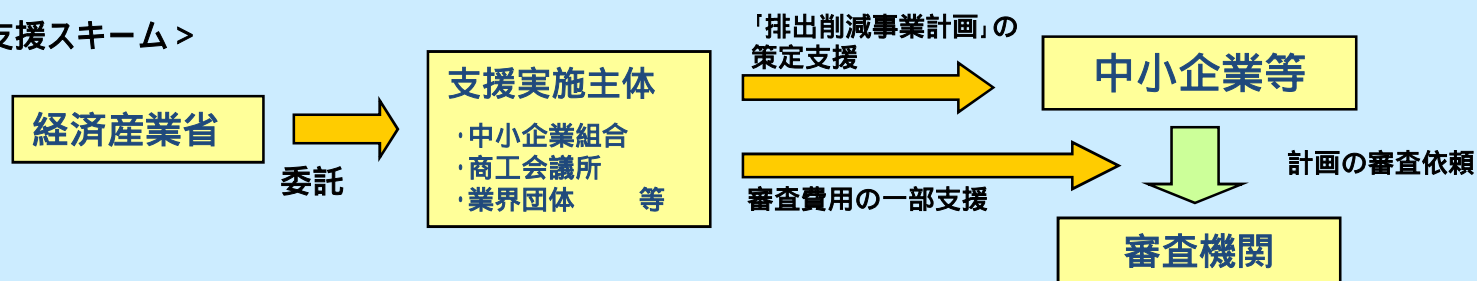 支援スキーム>
経済産業省
委託
支援実施主体
・中小企業組合
・商工会議所
・業界団体 等
「排出削減事業計画」の
策定支援
審査費用の一部支援
中小企業等
計画の審査依頼
審査機関